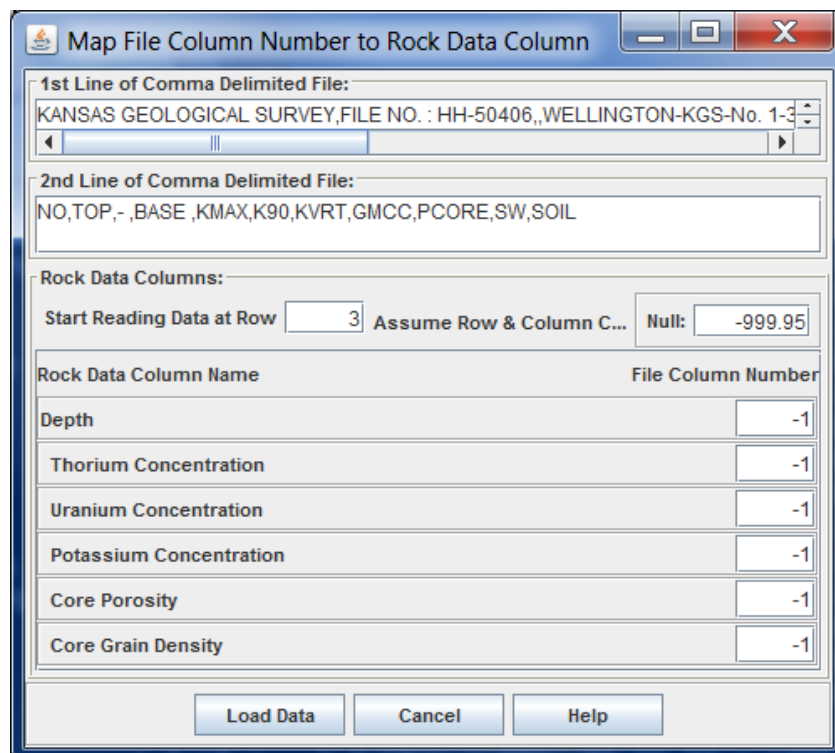 Map File Column Number to Rock Data Column
1st Line of Comma Delimited File:
KANSAS GEOLOGICAL SURVEY,FILE NO. : HH-50406,,WELLINGTON-KGS-No. 1-3
2nd Line of Comma Delimited File:
NO,TOP,- ,BASE ,KMAX,K90,KVRT,GMCC,PCORE,SW,SOIL
Rock Data Columns:
Start Reading Data at Row 3 Assume Row & Column C... Null: -999.95
Rock Data Column Name File Column Number
Depth -1
Thorium Concentration -1
Uranium Concentration -1
Potassium Concentration -1
Core Porosity -1
Core Grain Density -1
Load Data Cancel Help